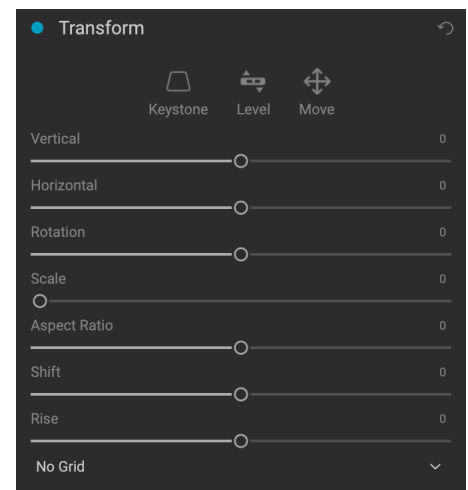 Transform
Keystone Level Move
Vertical 0
Horizontal 0
Rotation 0
Scale 0
Aspect Ratio 0
Shift 0
Rise 0
No Grid